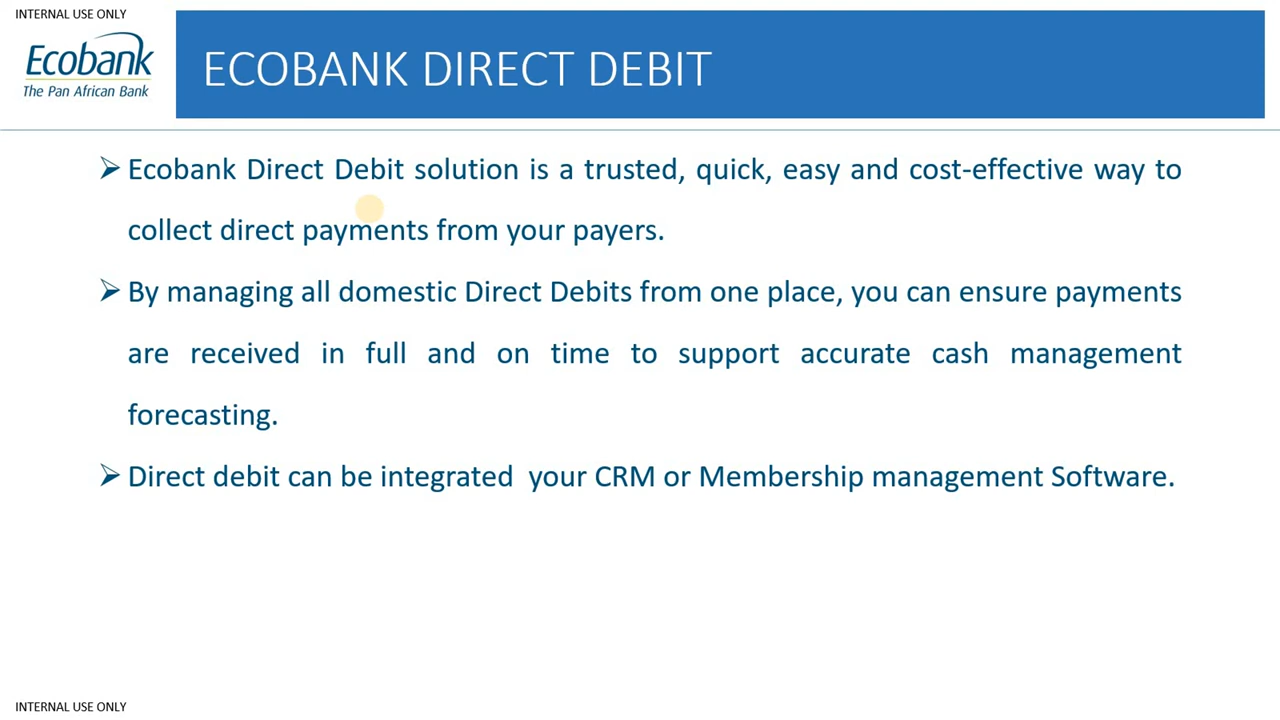 INTERNAL USE ONLY
Ecobank
The Pan African Bank
ECOBANK DIRECT DEBIT
➢ Ecobank Direct Debit solution is a trusted, quick, easy and cost-effective way to
collect direct payments from your payers.
➢ By managing all domestic Direct Debits from one place, you can ensure payments
are received in full and on time to support accurate cash management
forecasting.
➢ Direct debit can be integrated  your CRM or Membership management Software.
INTERNAL USE ONLY